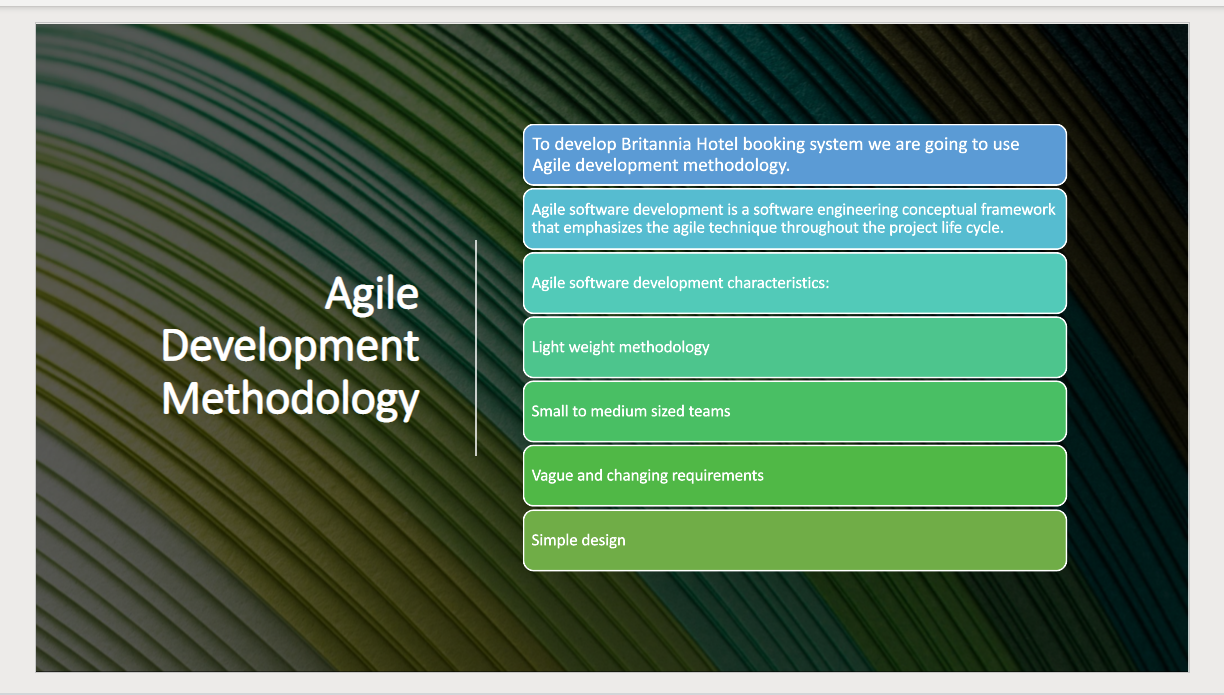 Agile
Development
Methodology
To develop Britannia Hotel booking system we are going to use
Agile development methodology.
Agile software development is a software engineering conceptual framework
that emphasizes the agile technique throughout the project life cycle.
Agile software development characteristics:
Light weight methodology
Small to medium sized teams
Vague and changing requirements
Simple design